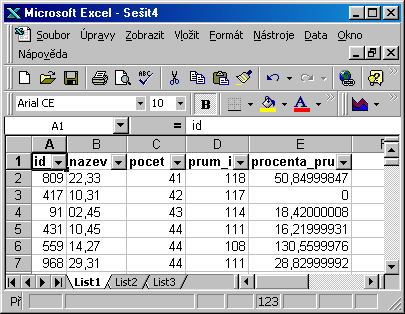 Microsoft Excel - Sešit4
Soubor Úpravy Zobrazit Vložit Formát Nástroje Data Okno
Nápověda
Arial CE 10 B
A1 = id
A B C D E F
1 id nazev pocet prum_i procenta_pru
2 809 22,33 41 118 50,84999847
3 417 10,31 42 117 0
4 91 02,45 43 114 18,42000008
5 431 10,45 44 111 16,21999931
6 559 14,27 44 108 130,5599976
7 968 29,31 44 111 28,82999992
List1 List2 List3
Př 123